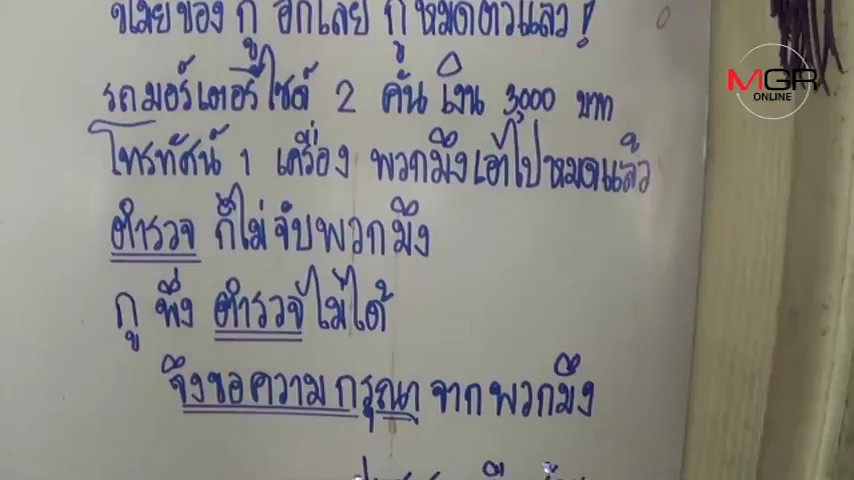 ขโมยของ กู อีกเลย กู หมดตัวแล้ว !
MGR
ONLINE
รถมอร์เตอร์ไซด์ 2 คัน เงิน 3,000 บาท
โทรทัศน์ 1 เครื่อง พวกมึงเอาไปหมดแล้ว
ตำรวจ ก็ไม่จับพวกมึง
กู พึ่ง ตำรวจไม่ได้
จึงขอความกรุณา จากพวกมึง